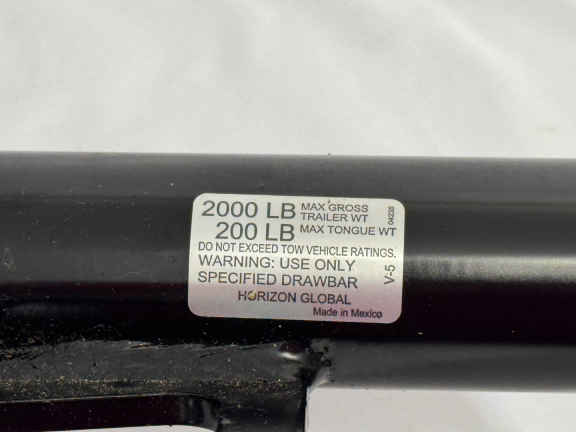 2000 LB MAX GROSS TRAILER WT
200 LB MAX TONGUE WT
DO NOT EXCEED TOW VEHICLE RATINGS.
WARNING: USE ONLY
SPECIFIED DRAWBAR
HORIZON GLOBAL
Made in Mexico
V-5